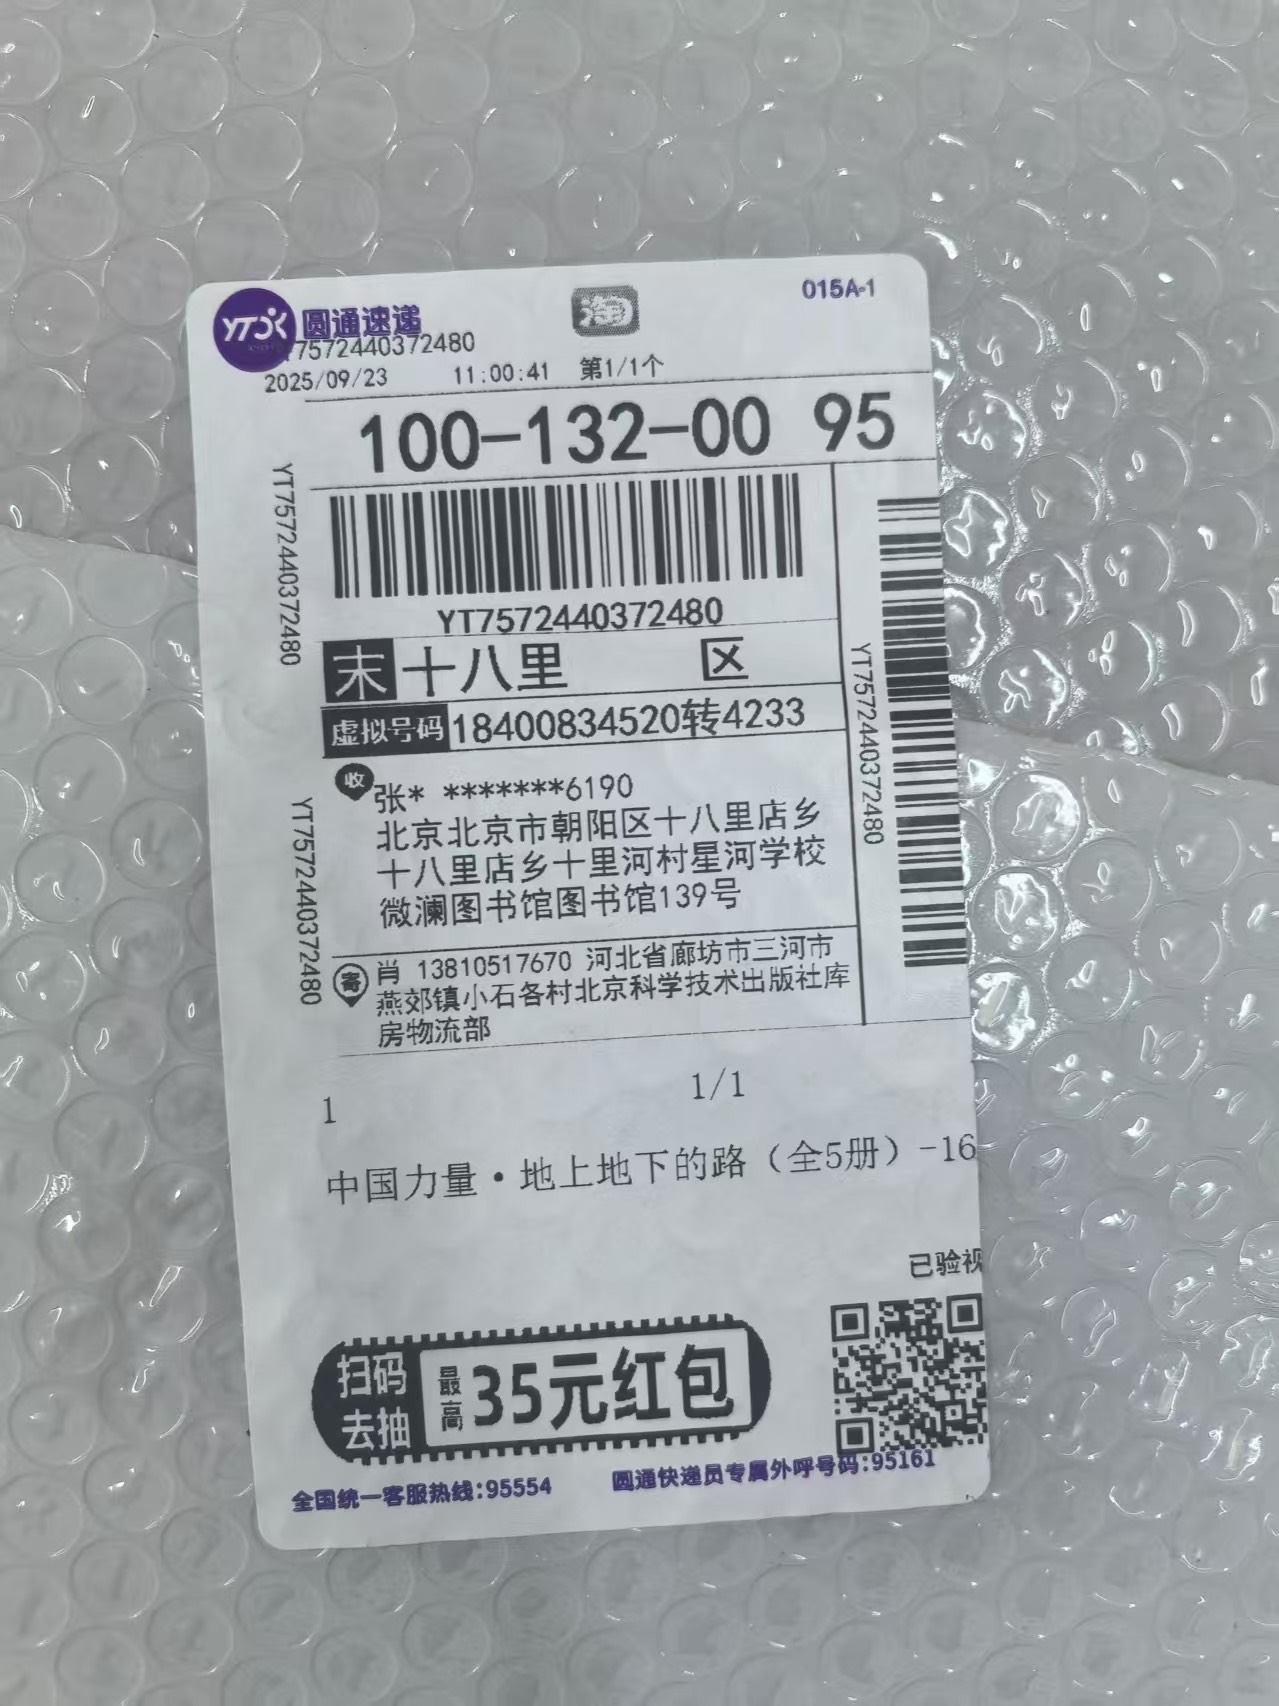 015A-1
圆通速递
淘
YT7572440372480
2025/09/23 11:00:41 第1/1个
100-132-00 95
YT7572440372480
YT7572440372480
末 十八里 区
虚拟号码 18400834520转4233
YT7572440372480
收 张* *******6190
北京北京市朝阳区十八里店乡
十八里店乡十里河村星河学校
微澜图书馆图书馆139号
YT7572440372480
寄 肖 13810517670 河北省廊坊市三河市
燕郊镇小石各村北京科学技术出版社库
房物流部
1 1/1
中国力量·地上地下的路（全5册）-16
已验视
扫码
去抽
最高
35元红包
全国统一客服热线:95554 圆通快递员专属外呼号码:95161